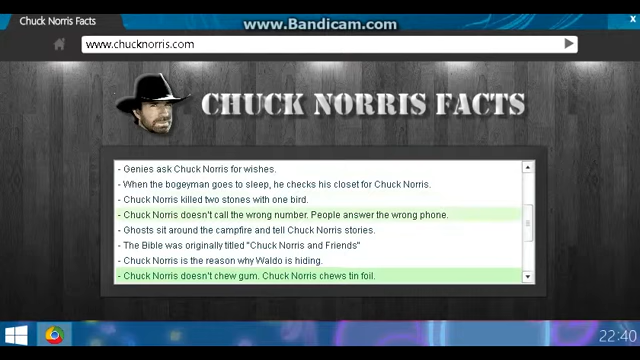 www.Bandicam.com
Chuck Norris Facts
x
www.chucknorris.com
CHUCK NORRIS FACTS
- Genies ask Chuck Norris for wishes.
- When the bogeyman goes to sleep, he checks his closet for Chuck Norris.
- Chuck Norris killed two stones with one bird.
- Chuck Norris doesn't call the wrong number. People answer the wrong phone.
- Ghosts sit around the campfire and tell Chuck Norris stories.
- The Bible was originally titled "Chuck Norris and Friends"
- Chuck Norris is the reason why Waldo is hiding.
- Chuck Norris doesn't chew gum. Chuck Norris chews tin foil.
22:40